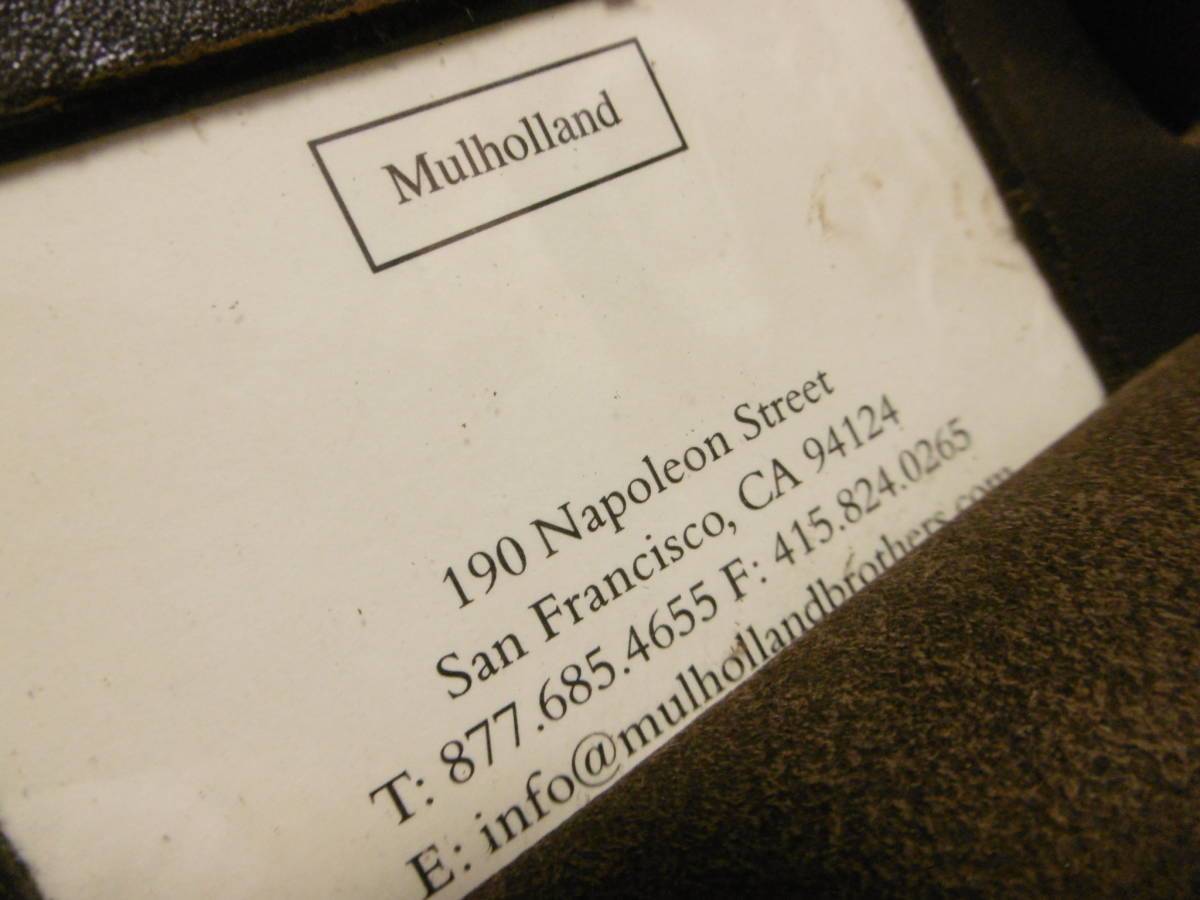 Mulholland
190 Napoleon Street
San Francisco, CA 94124
T: 877.685.4655 F: 415.824.0265
E: info@mulhollandbrothers.com